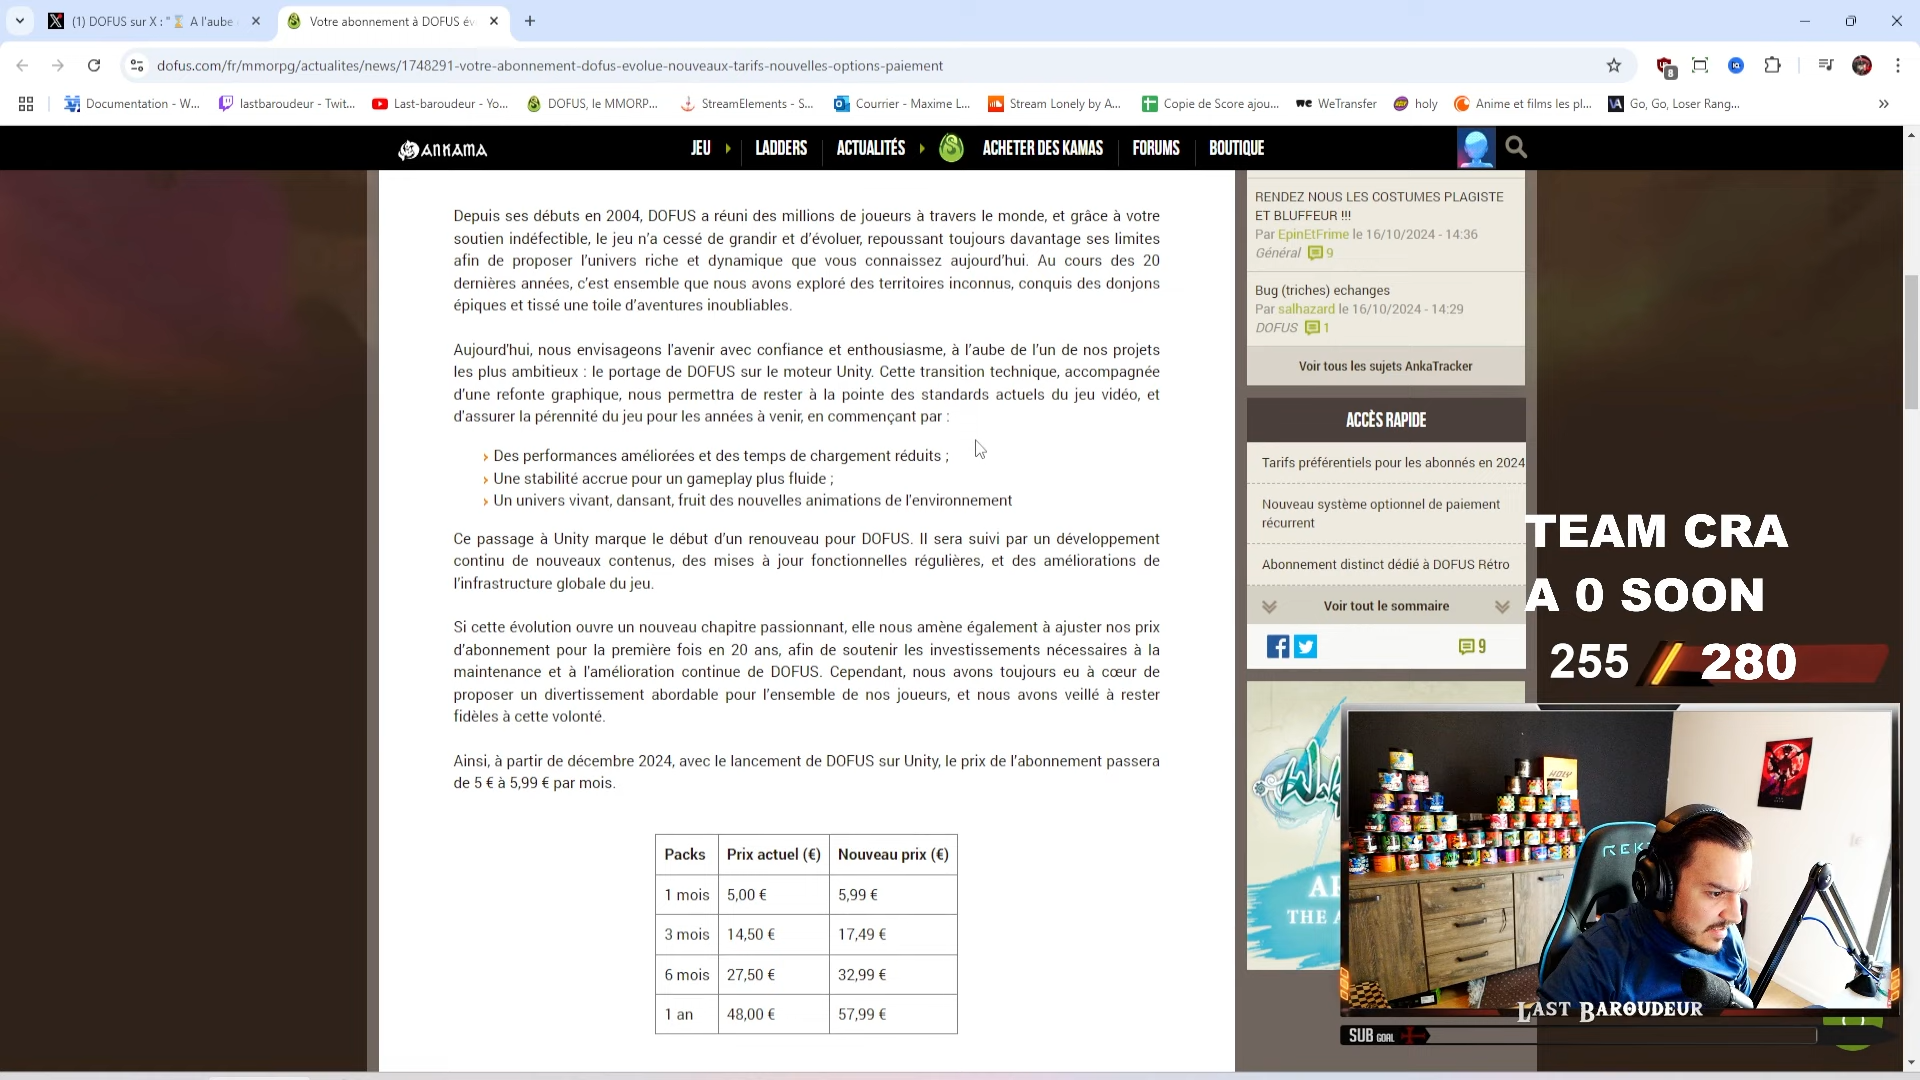 (1) DOFUS sur X : " A l'aube
Votre abonnement à DOFUS év
dofus.com/fr/mmorpg/actualites/news/1748291-votre-abonnement-dofus-evolue-nouveaux-tarifs-nouvelles-options-paiement
8
Documentation - W...
lastbaroudeur - Twit...
Last-baroudeur - Yo...
DOFUS, le MMORP...
StreamElements - S...
Courrier - Maxime L...
Stream Lonely by A...
Copie de Score ajou...
WeTransfer
holy
Anime et films les pl...
Go, Go, Loser Rang...
ANKAMA
JEU
LADDERS
ACTUALITÉS
ACHETER DES KAMAS
FORUMS
BOUTIQUE
Depuis ses débuts en 2004, DOFUS a réuni des millions de joueurs à travers le monde, et grâce à votre
soutien indéfectible, le jeu n'a cessé de grandir et d'évoluer, repoussant toujours davantage ses limites
afin de proposer l'univers riche et dynamique que vous connaissez aujourd'hui. Au cours des 20
dernières années, c'est ensemble que nous avons exploré des territoires inconnus, conquis des donjons
épiques et tissé une toile d'aventures inoubliables.
Aujourd'hui, nous envisageons l'avenir avec confiance et enthousiasme, à l'aube de l'un de nos projets
les plus ambitieux : le portage de DOFUS sur le moteur Unity. Cette transition technique, accompagnée
d'une refonte graphique, nous permettra de rester à la pointe des standards actuels du jeu vidéo, et
d'assurer la pérennité du jeu pour les années à venir, en commençant par :
Des performances améliorées et des temps de chargement réduits ;
Une stabilité accrue pour un gameplay plus fluide ;
Un univers vivant, dansant, fruit des nouvelles animations de l'environnement
Ce passage à Unity marque le début d'un renouveau pour DOFUS. Il sera suivi par un développement
continu de nouveaux contenus, des mises à jour fonctionnelles régulières, et des améliorations de
l'infrastructure globale du jeu.
Si cette évolution ouvre un nouveau chapitre passionnant, elle nous amène également à ajuster nos prix
d'abonnement pour la première fois en 20 ans, afin de soutenir les investissements nécessaires à la
maintenance et à l'amélioration continue de DOFUS. Cependant, nous avons toujours eu à cœur de
proposer un divertissement abordable pour l'ensemble de nos joueurs, et nous avons veillé à rester
fidèles à cette volonté.
Ainsi, à partir de décembre 2024, avec le lancement de DOFUS sur Unity, le prix de l'abonnement passera
de 5 € à 5,99 € par mois.
Packs Prix actuel (€) Nouveau prix (€)
1 mois 5,00 € 5,99 €
3 mois 14,50 € 17,49 €
6 mois 27,50 € 32,99 €
1 an 48,00 € 57,99 €
RENDEZ NOUS LES COSTUMES PLAGISTE
ET BLUFFEUR !!!
Par EpinEtFrime le 16/10/2024 - 14:36
Général 9
Bug (triches) echanges
Par salhazard le 16/10/2024 - 14:29
DOFUS 1
Voir tous les sujets AnkaTracker
ACCÈS RAPIDE
Tarifs préférentiels pour les abonnés en 2024
Nouveau système optionnel de paiement
récurrent
Abonnement distinct dédié à DOFUS Rétro
Voir tout le sommaire
9
THE A
TEAM CRA
A 0 SOON
255 / 280
HOLY
LAST BAROUDEUR
SUB GOAL